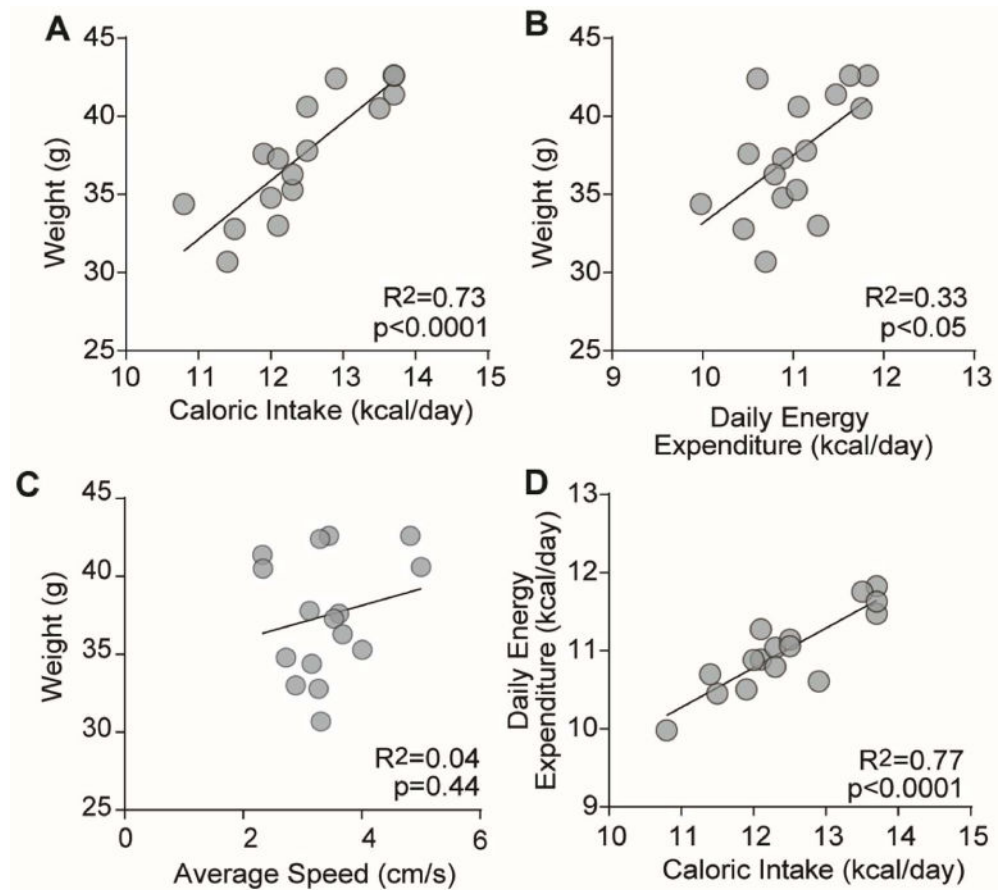 A
45
40
35
30
25
Weight (g)
10 11 12 13 14 15
Caloric Intake (kcal/day)
R2=0.73
p<0.0001
B
45
40
35
30
25
Weight (g)
9 10 11 12 13
Daily Energy
Expenditure (kcal/day)
R2=0.33
p<0.05
C
45
40
35
30
25
Weight (g)
0 2 4 6
Average Speed (cm/s)
R2=0.04
p=0.44
D
13
12
11
10
9
Daily Energy
Expenditure (kcal/day)
10 11 12 13 14 15
Caloric Intake (kcal/day)
R2=0.77
p<0.0001